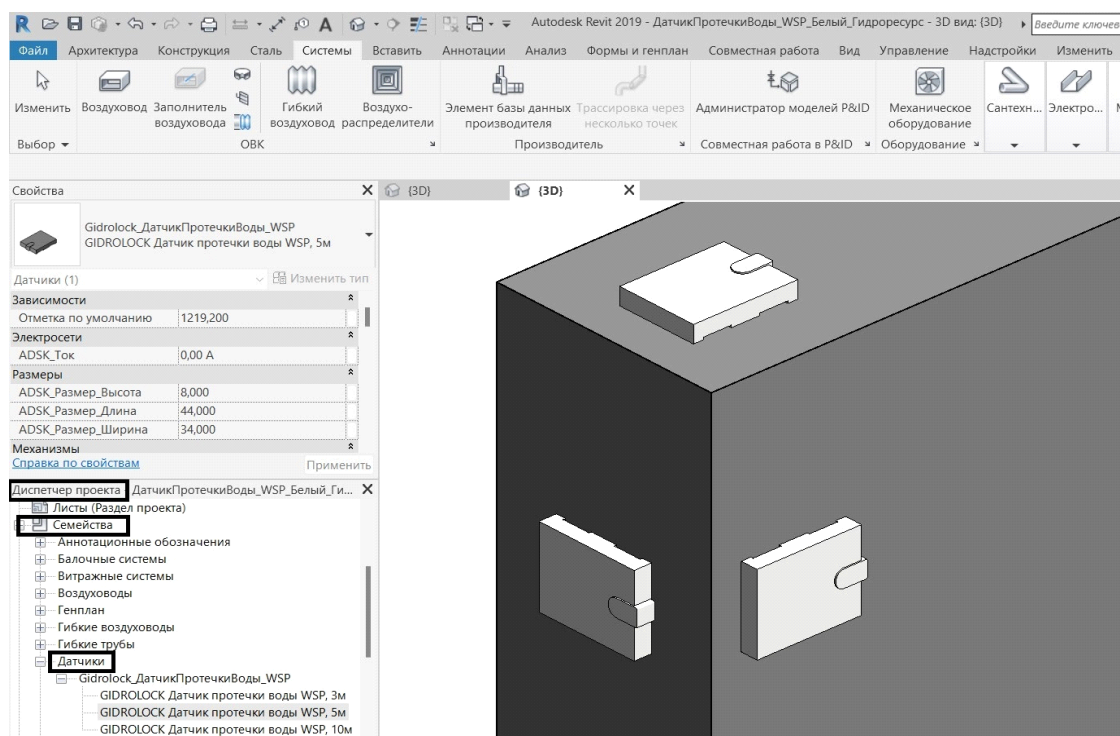 Autodesk Revit 2019 - ДатчикПротечкиВоды_WSP_Белый_Гидроресурс - 3D вид: {3D}
Введите ключев
Файл Архитектура Конструкция Сталь Системы Вставить Аннотации Анализ Формы и генплан Совместная работа Вид Управление Надстройки Изменить
Изменить Воздуховод Заполнитель Гибкий Воздухо- Элемент базы данных Трассировка через Администратор моделей P&ID Механическое Сантехн... Электро...
воздуховода воздуховод распределители производителя несколько точек оборудование
Выбор ОВК Производитель Совместная работа в P&ID Оборудование
Свойства
{3D} {3D}
Gidrolock_ДатчикПротечкиВоды_WSP
GIDROLOCK Датчик протечки воды WSP, 5м
Датчики (1) Изменить тип
Зависимости
Отметка по умолчанию 1219,200
Электросети
ADSK_Ток 0,00 А
Размеры
ADSK_Размер_Высота 8,000
ADSK_Размер_Длина 44,000
ADSK_Размер_Ширина 34,000
Механизмы
Справка по свойствам Применить
Диспетчер проекта ДатчикПротечкиВоды_WSP_Белый_Ги...
Листы (Раздел проекта)
Семейства
Аннотационные обозначения
Балочные системы
Витражные системы
Воздуховоды
Генплан
Гибкие воздуховоды
Гибкие трубы
Датчики
Gidrolock_ДатчикПротечкиВоды_WSP
GIDROLOCK Датчик протечки воды WSP, 3м
GIDROLOCK Датчик протечки воды WSP, 5м
GIDROLOCK Датчик протечки воды WSP, 10м